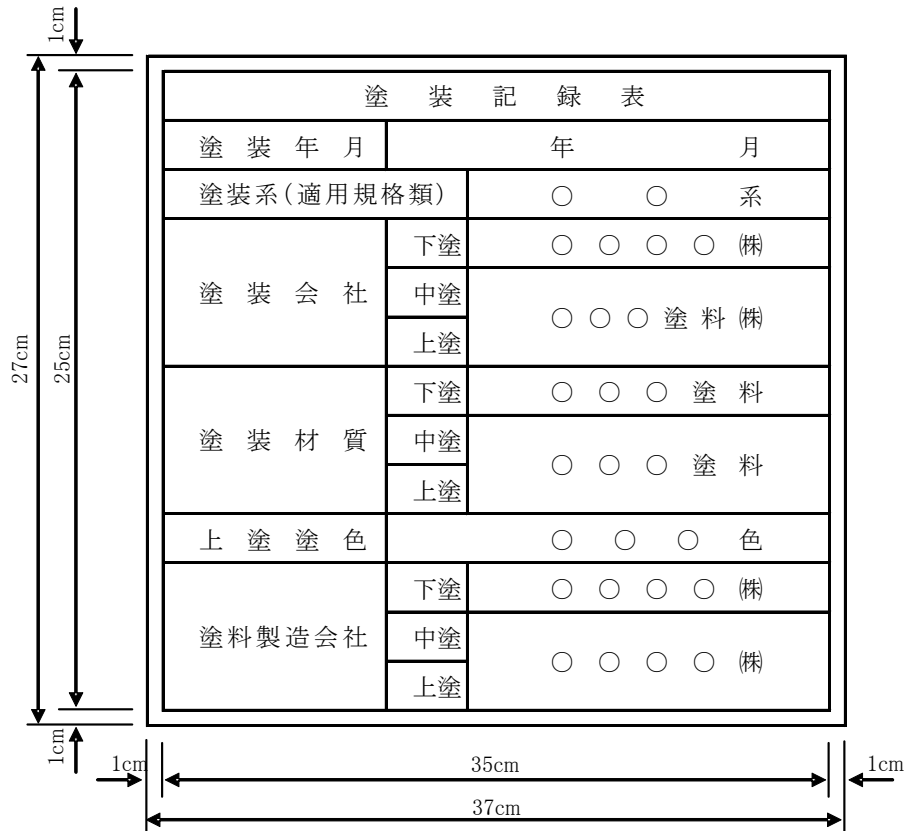 1cm
塗装記録表
塗装年月 年 月
塗装系(適用規格類) ○ ○ 系
塗装会社 下塗 ○○○○㈱
中塗 ○○○塗料㈱
上塗
塗装材質 下塗 ○○○塗料
中塗 ○○○塗料
上塗
上塗塗色 ○○○色
塗料製造会社 下塗 ○○○○㈱
中塗 ○○○○㈱
上塗
27cm
25cm
1cm
1cm 35cm 1cm
37cm